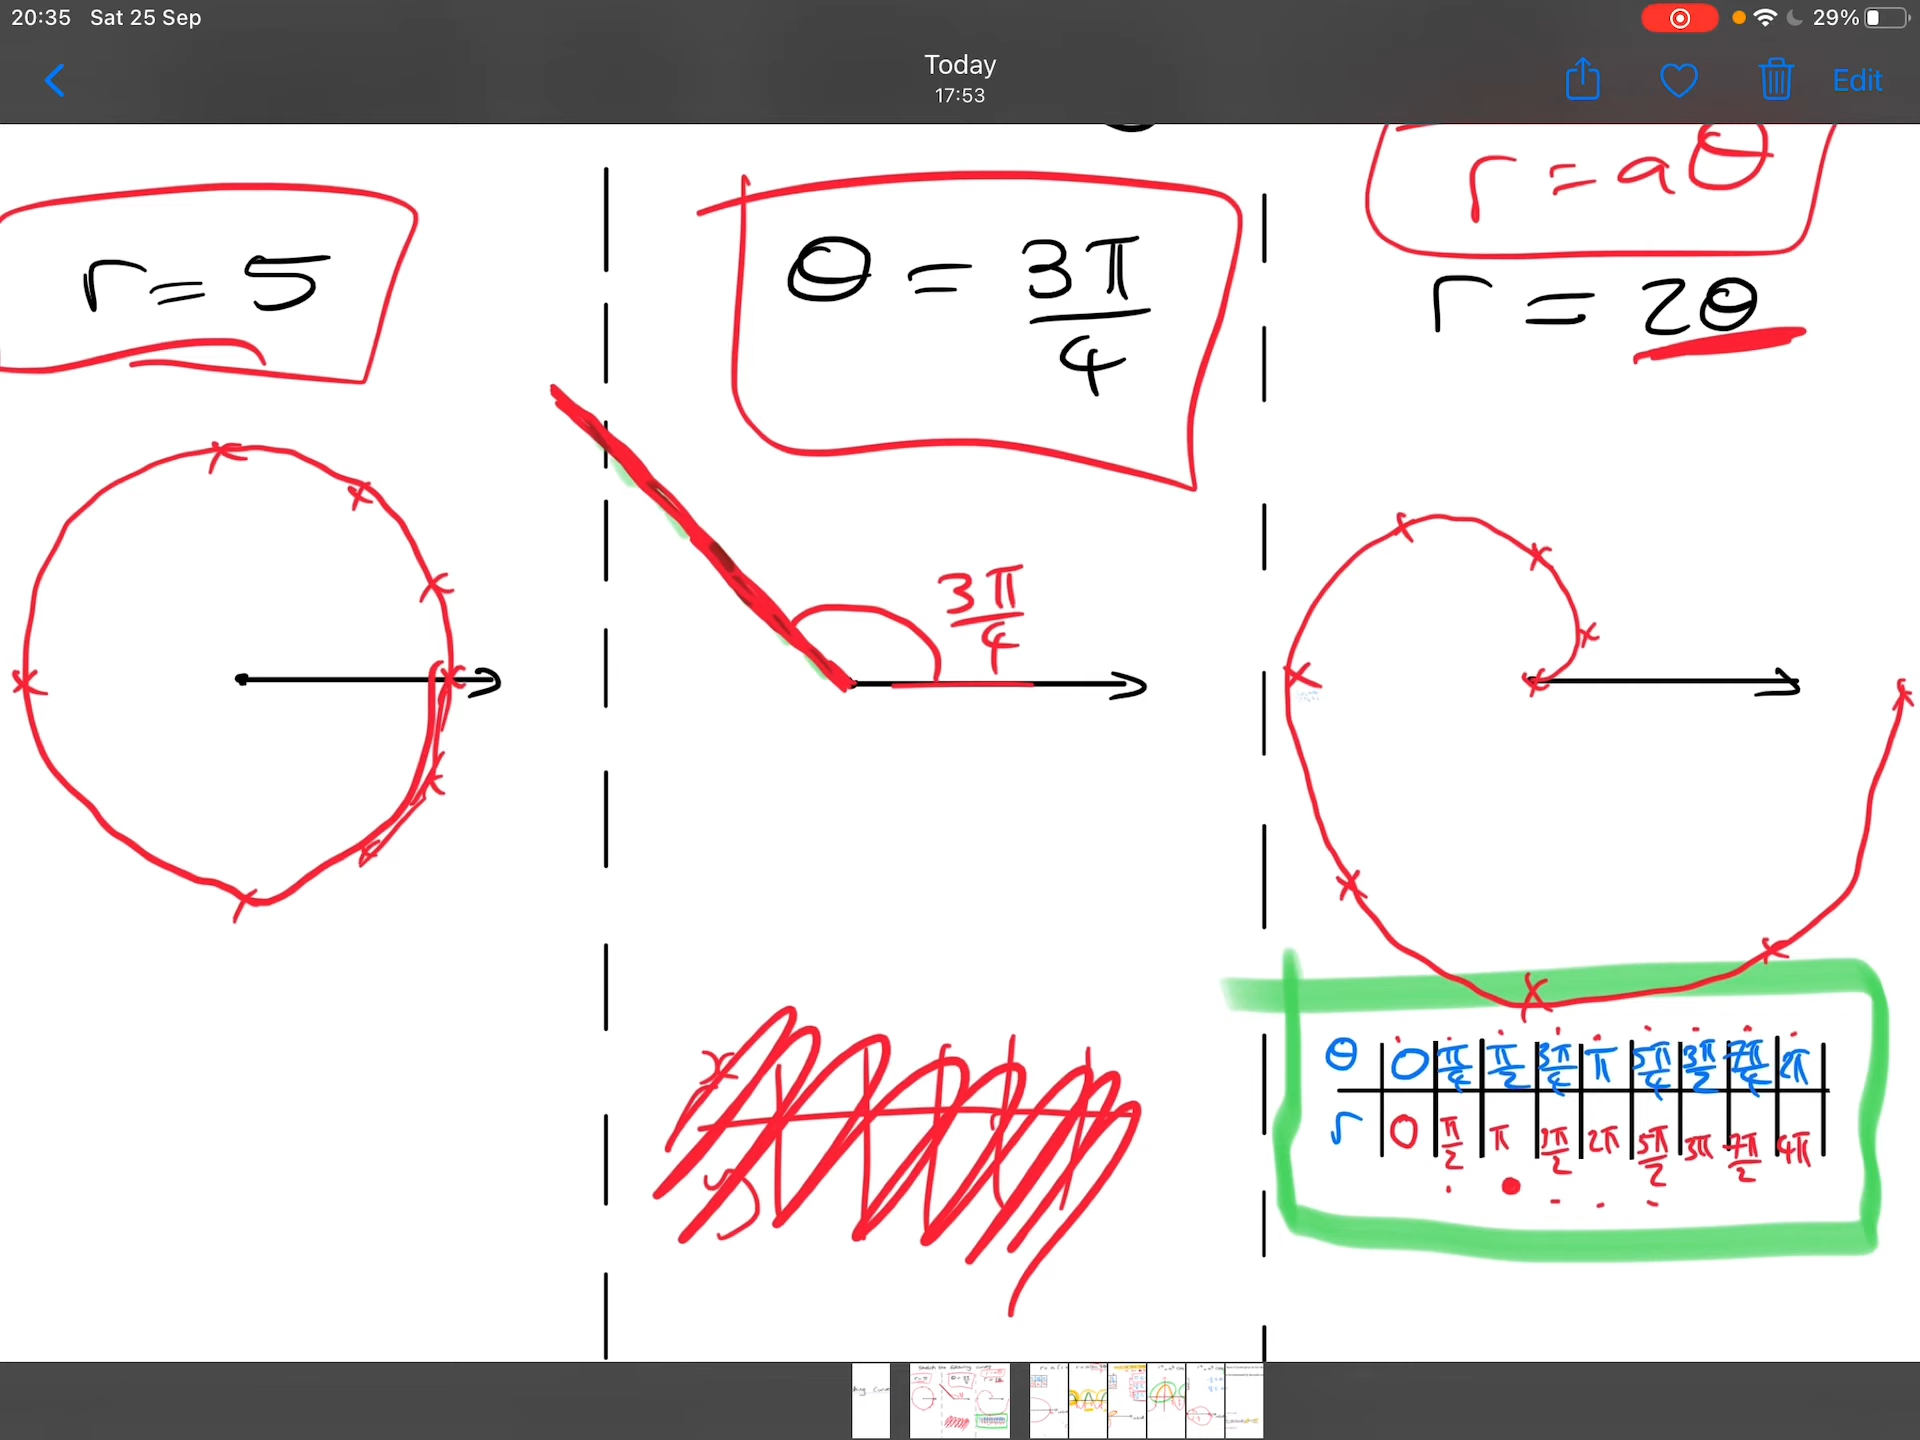 20:35 Sat 25 Sep
29%
Today
17:53
Edit
r = 5
θ = 3π/4
r = aθ
r = 2θ
3π/4
θ 0 π/4 π/2 3π/4 π 5π/4 3π/2 7π/4 2π
r 0 π/2 π 3π/2 2π 5π/2 3π 7π/2 4π